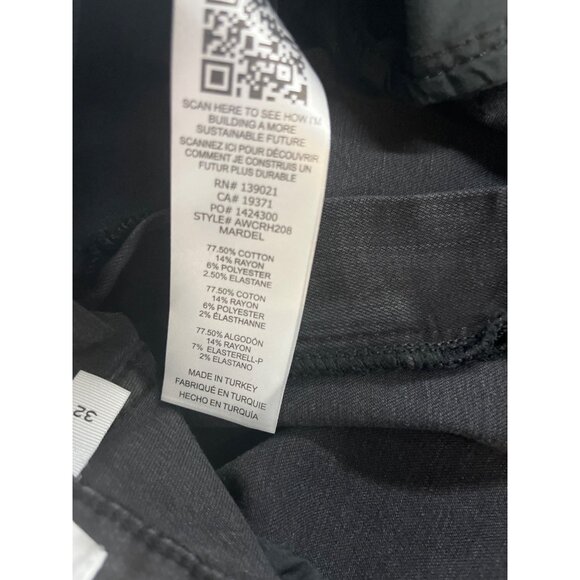 SCAN HERE TO SEE HOW I'M
BUILDING A MORE
SUSTAINABLE FUTURE
SCANNEZ ICI POUR DÉCOUVRIR
COMMENT JE CONSTRUIS UN
FUTUR PLUS DURABLE
RN# 139021
CA# 19371
PO# 1424300
STYLE# AWCRH208
MARDEL
77.50% COTTON
14% RAYON
6% POLYESTER
2.50% ELASTANE
77.50% COTON
14% RAYON
6% POLYESTER
2% ÉLASTHANNE
77.50% ALGODÓN
14% RAYON
7% ELASTERELL-P
2% ELASTANO
MADE IN TURKEY
FABRIQUÉ EN TURQUIE
HECHO EN TURQUÍA
32